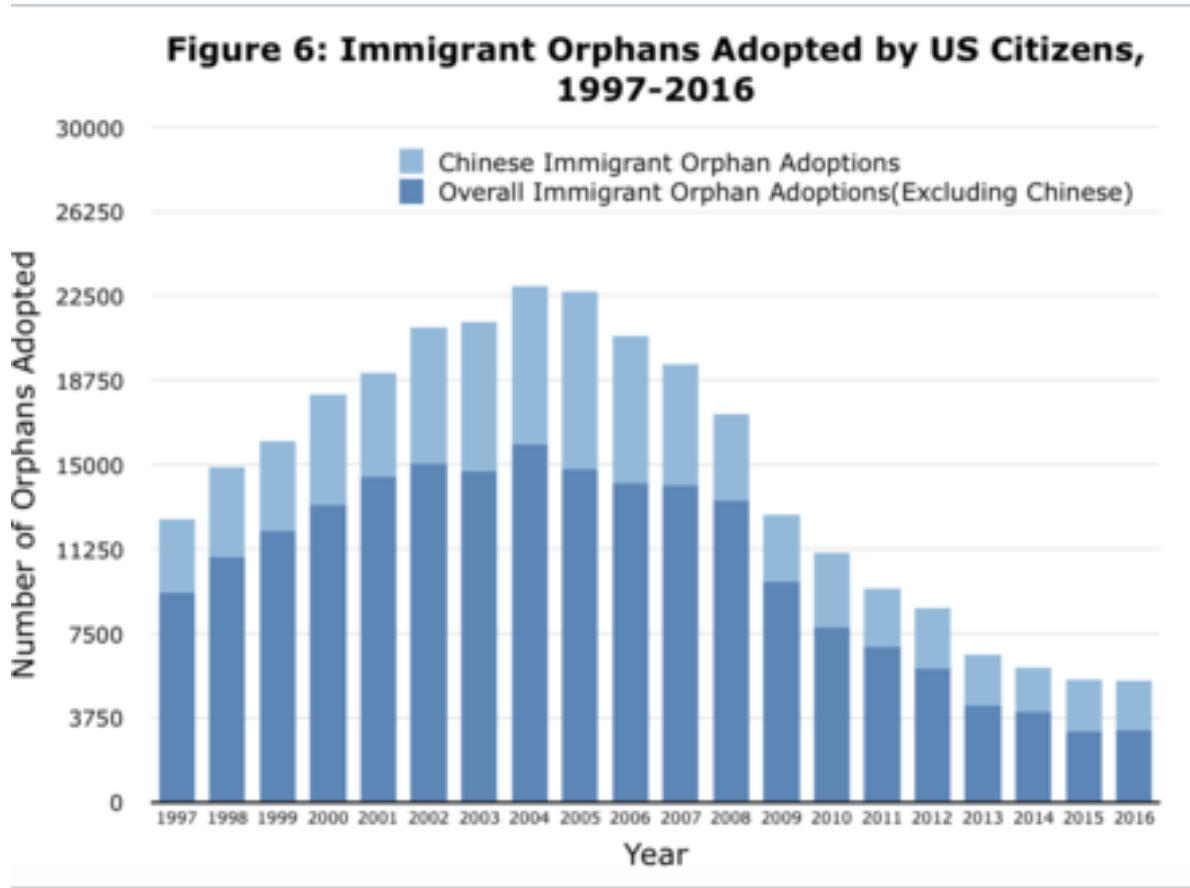 Figure 6: Immigrant Orphans Adopted by US Citizens,
1997-2016
30000
Chinese Immigrant Orphan Adoptions
Overall Immigrant Orphan Adoptions(Excluding Chinese)
26250
22500
18750
15000
11250
7500
3750
0
Number of Orphans Adopted
1997 1998 1999 2000 2001 2002 2003 2004 2005 2006 2007 2008 2009 2010 2011 2012 2013 2014 2015 2016
Year